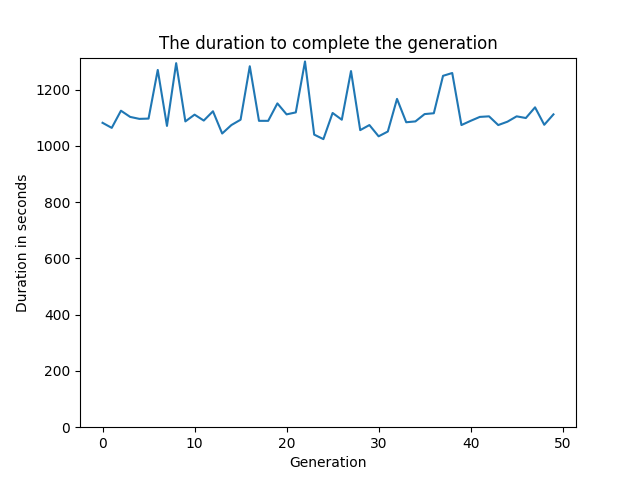 The duration to complete the generation
1200
1000
800
600
400
200
0
Duration in seconds
0 10 20 30 40 50
Generation